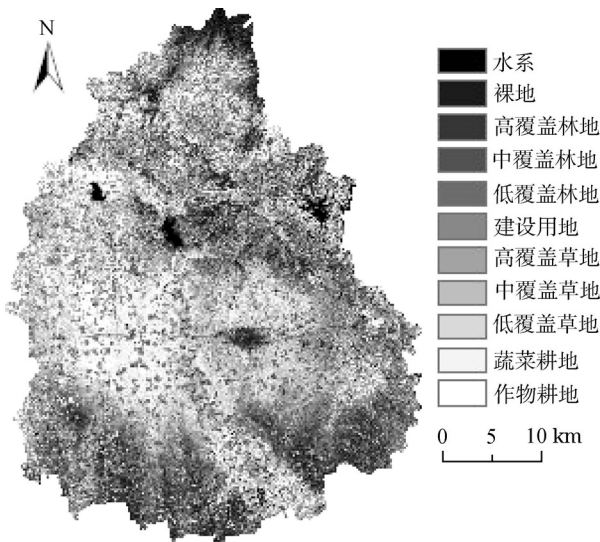 N
水系
裸地
高覆盖林地
中覆盖林地
低覆盖林地
建设用地
高覆盖草地
中覆盖草地
低覆盖草地
蔬菜耕地
作物耕地
0 5 10 km